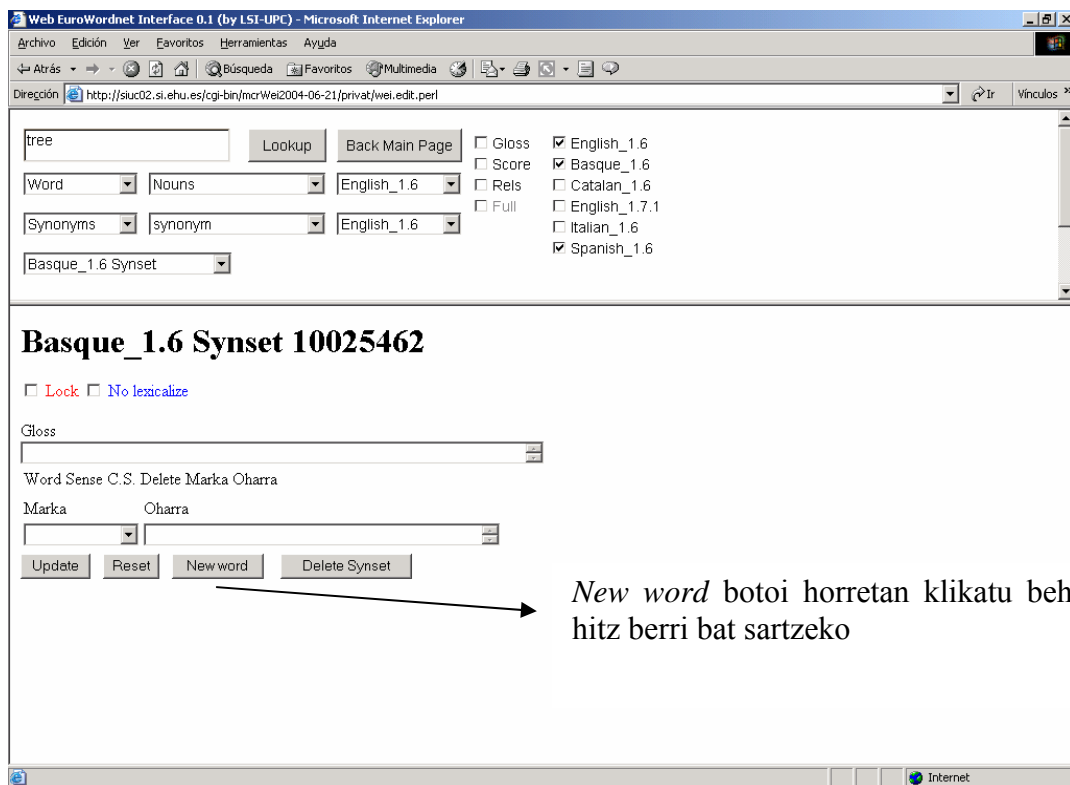 Web EuroWordnet Interface 0.1 (by LSI-UPC) - Microsoft Internet Explorer
Archivo Edición Ver Favoritos Herramientas Ayuda
Atrás Búsqueda Favoritos Multimedia
Dirección http://siuc02.si.ehu.es/cgi-bin/mcrWei2004-06-21/privat/wei.edit.perl Ir Vínculos »
tree Lookup Back Main Page Gloss English_1.6
Score Basque_1.6
Word Nouns English_1.6 Rels Catalan_1.6
Full English_1.7.1
Synonyms synonym English_1.6 Italian_1.6
Spanish_1.6
Basque_1.6 Synset
Basque_1.6 Synset 10025462
Lock No lexicalize
Gloss
Word Sense C.S. Delete Marka Oharra
Marka Oharra
Update Reset New word Delete Synset
New word botoi horretan klikatu beh
hitz berri bat sartzeko
Internet